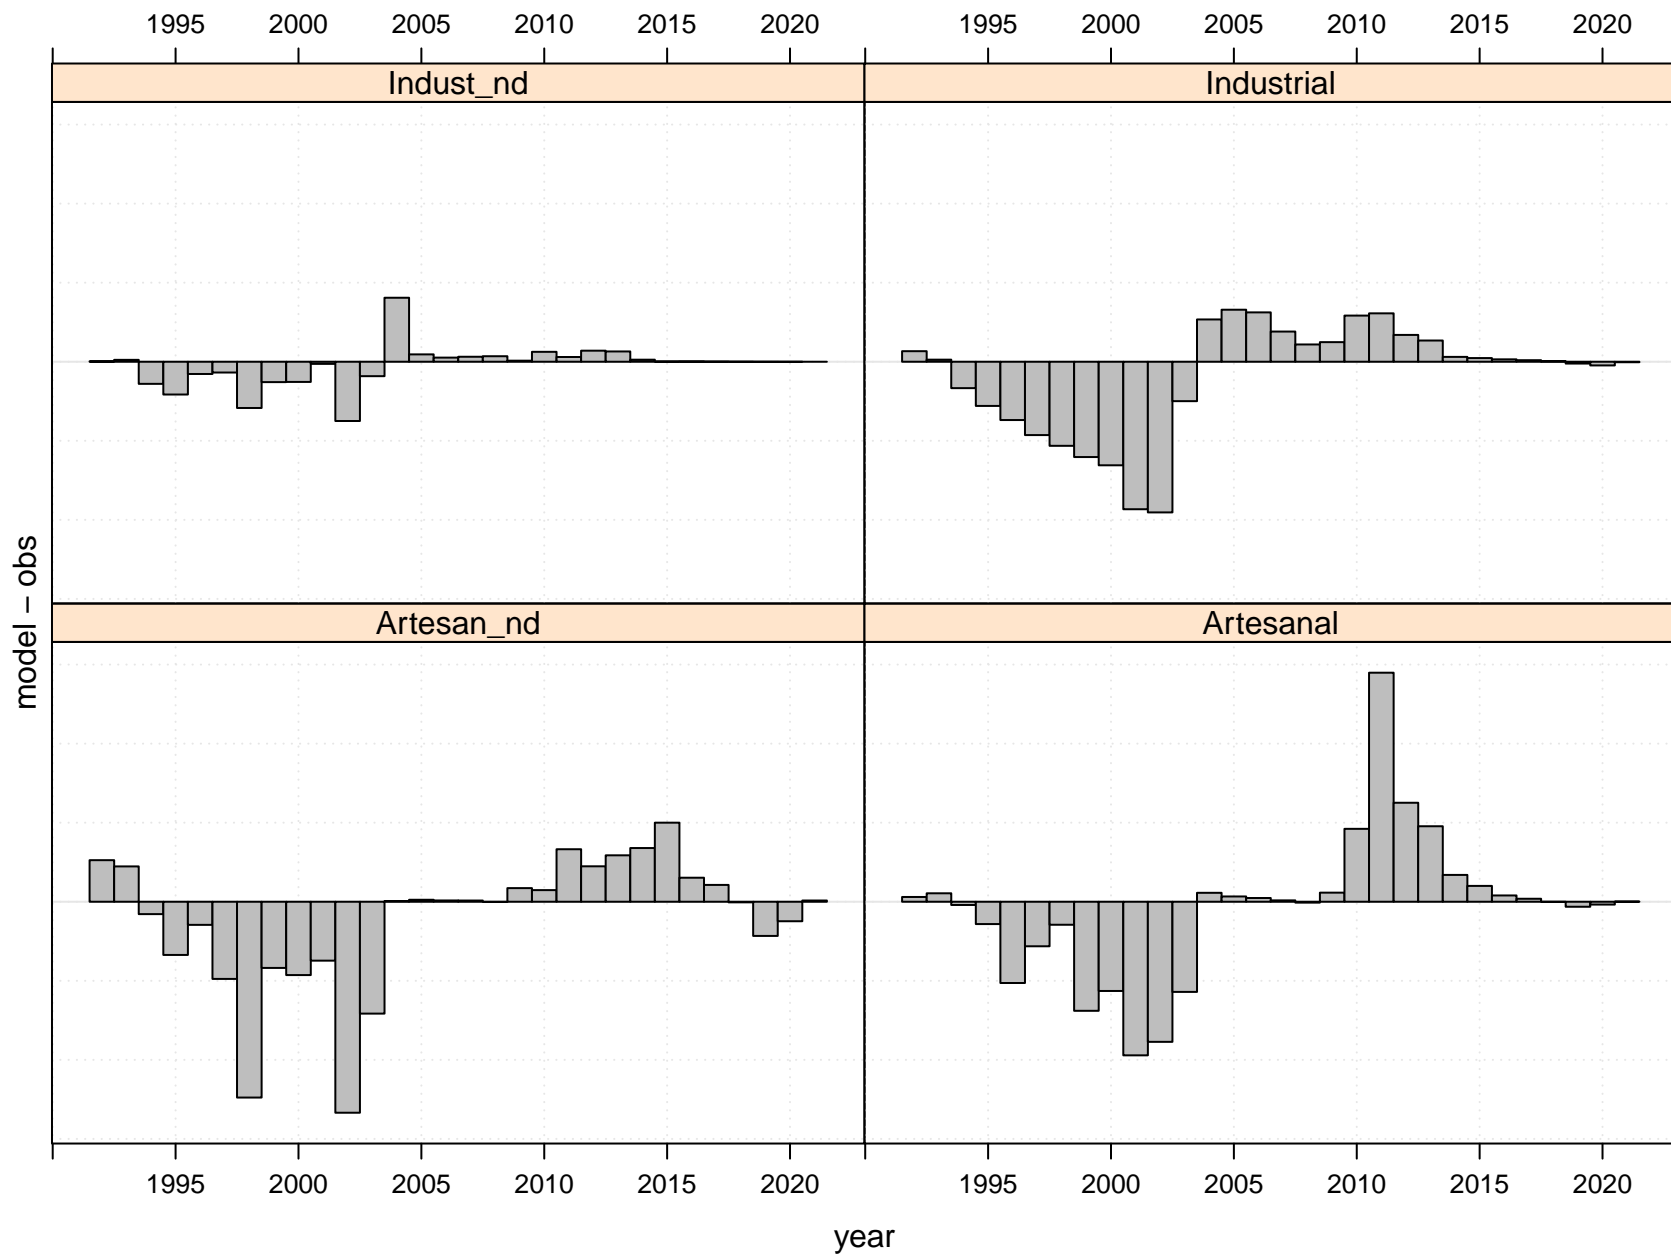 1995 2000 2005 2010 2015 2020 1995 2000 2005 2010 2015 2020
Indust_nd Industrial
model − obs
Artesan_nd Artesanal
1995 2000 2005 2010 2015 2020 1995 2000 2005 2010 2015 2020
year